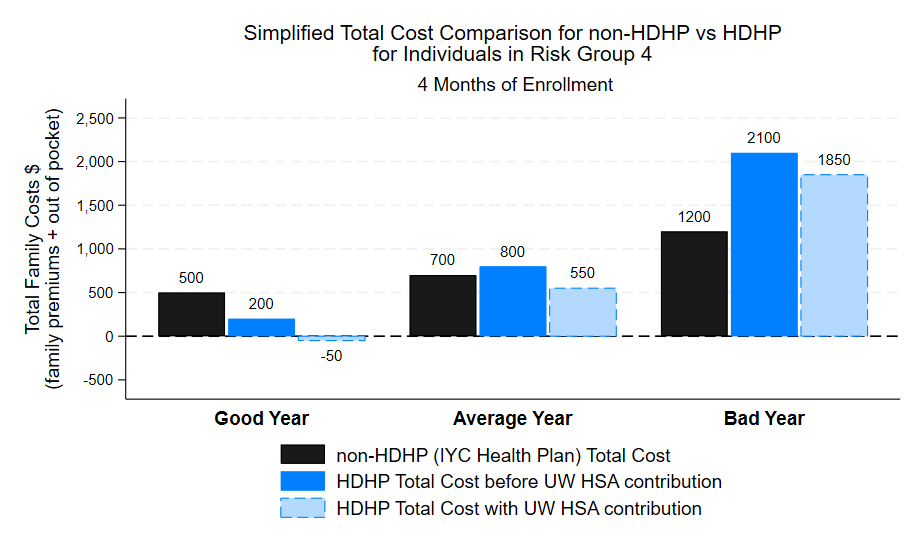 Simplified Total Cost Comparison for non-HDHP vs HDHP
for Individuals in Risk Group 4
4 Months of Enrollment
Total Family Costs $
(family premiums + out of pocket)
2,500
2,000
1,500
1,000
500
0
-500
500
200
-50
700
800
550
1200
2100
1850
Good Year
Average Year
Bad Year
non-HDHP (IYC Health Plan) Total Cost
HDHP Total Cost before UW HSA contribution
HDHP Total Cost with UW HSA contribution